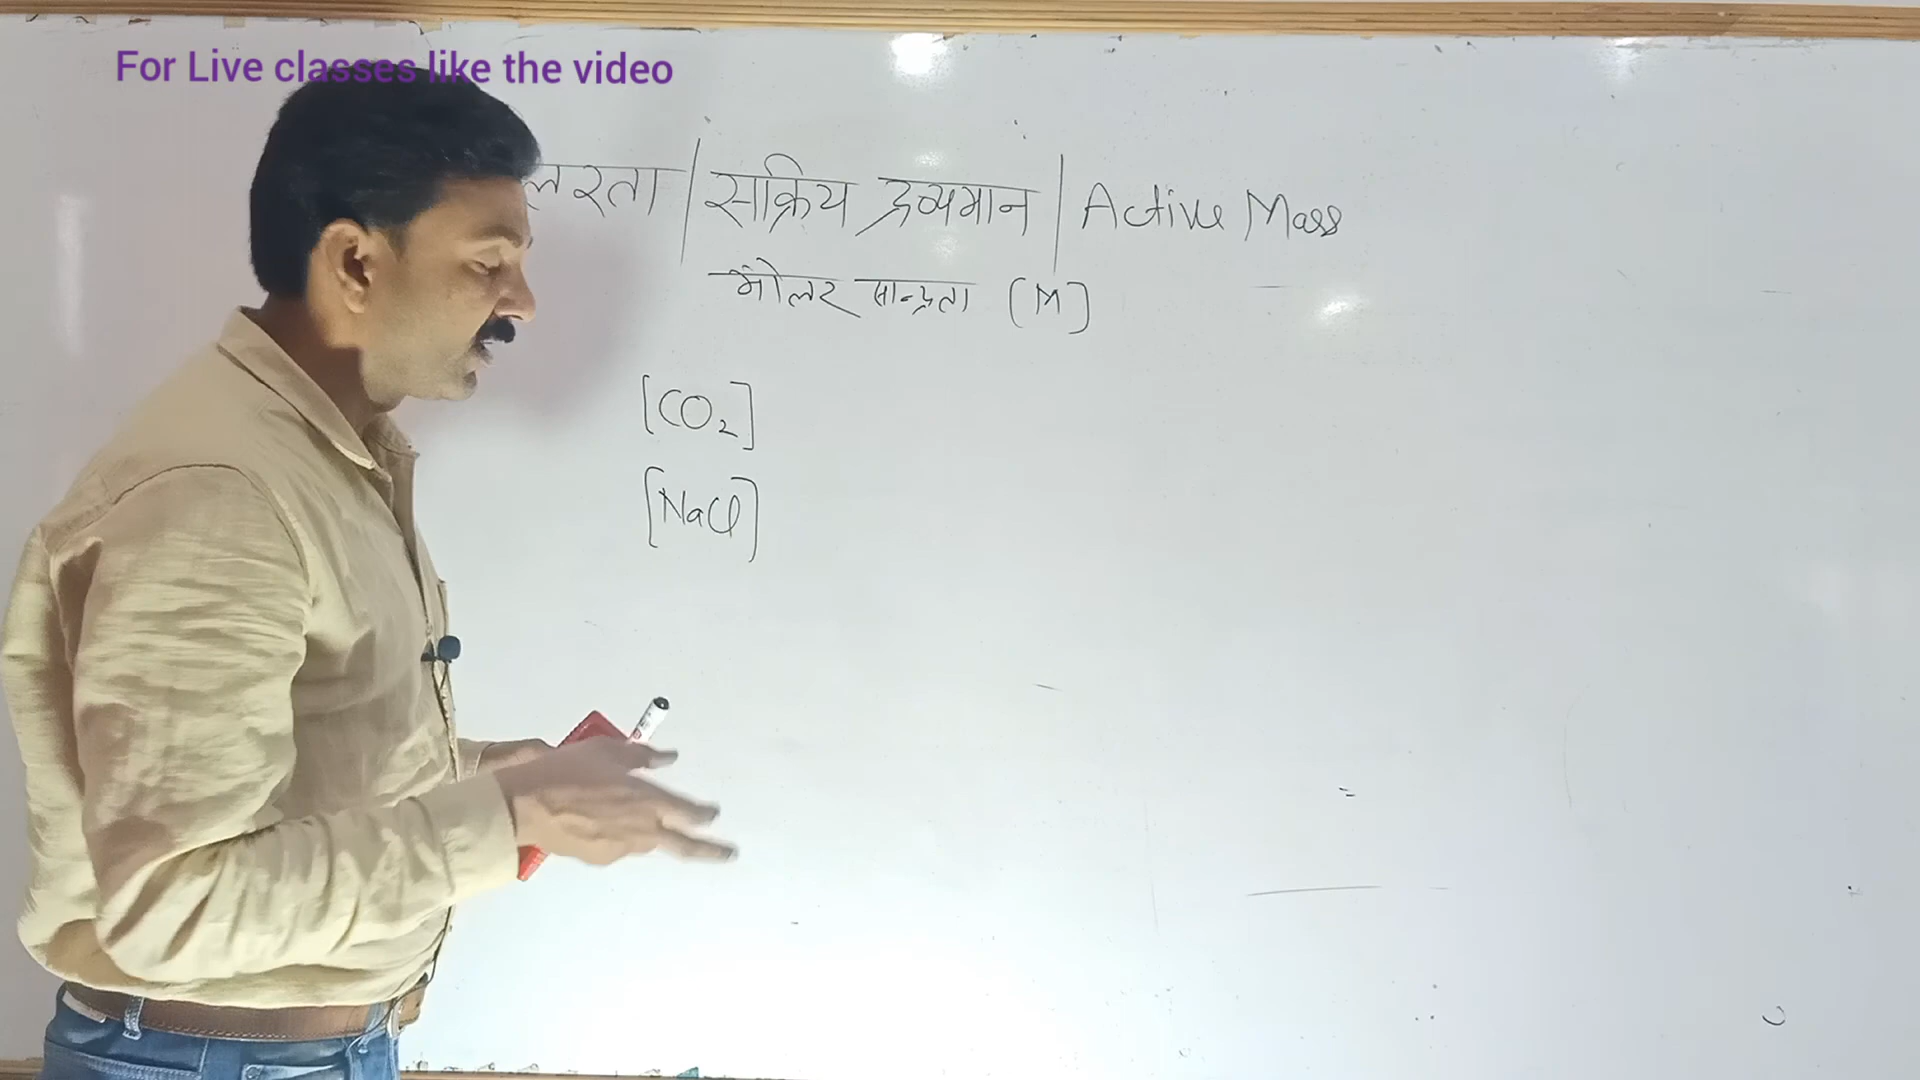 For Live classes like the video
लरता | सक्रिय द्रव्यमान | Active Mass
मोलर सान्द्रता (M)
[CO₂]
[NaCl]